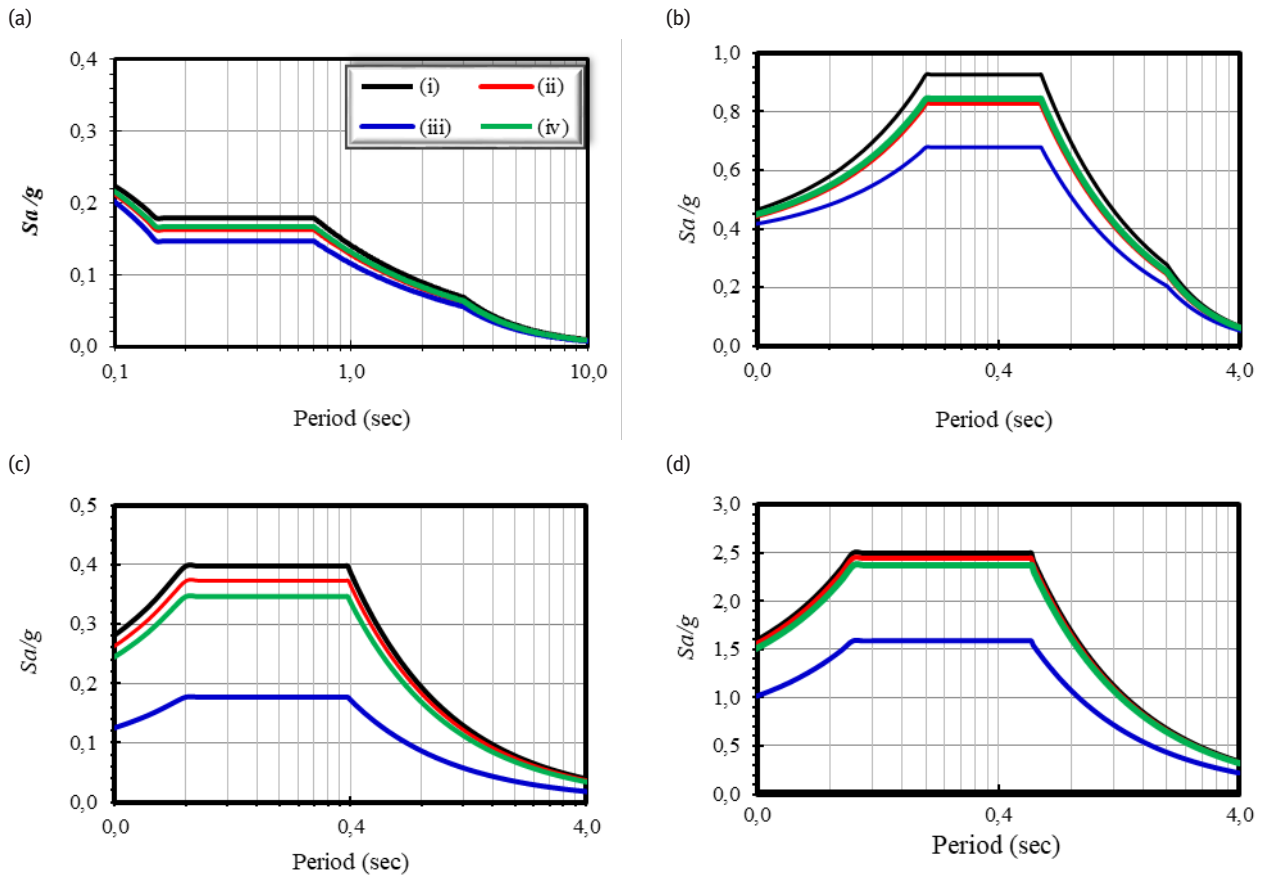 (a)
0,4
0,3
0,2
0,1
0,0
Sa/g
(i) (ii)
(iii) (iv)
0,1 1,0 10,0
Period (sec)
(b)
1,0
0,8
0,6
0,4
0,2
0,0
Sa/g
0,0 0,4 4,0
Period (sec)
(c)
0,5
0,4
0,3
0,2
0,1
0,0
Sa/g
0,0 0,4 4,0
Period (sec)
(d)
3,0
2,5
2,0
1,5
1,0
0,5
0,0
Sa/g
0,0 0,4 4,0
Period (sec)